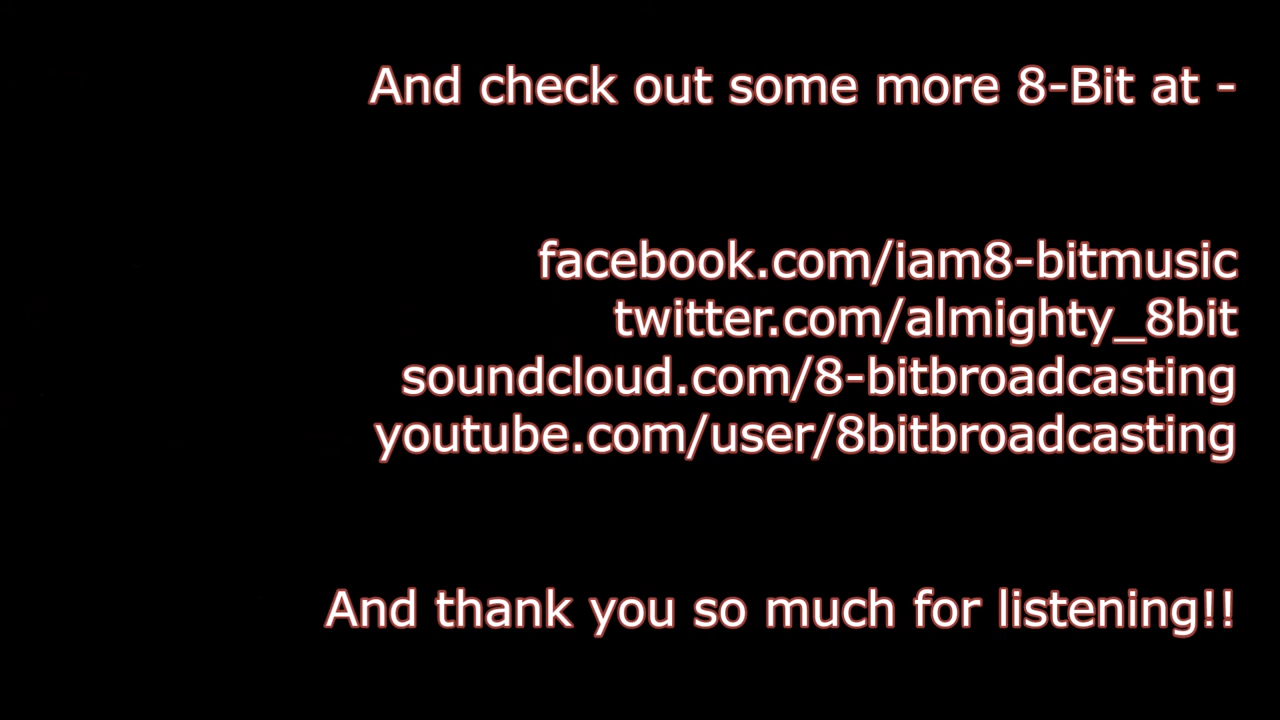 And check out some more 8-Bit at -
facebook.com/iam8-bitmusic
twitter.com/almighty_8bit
soundcloud.com/8-bitbroadcasting
youtube.com/user/8bitbroadcasting
And thank you so much for listening!!